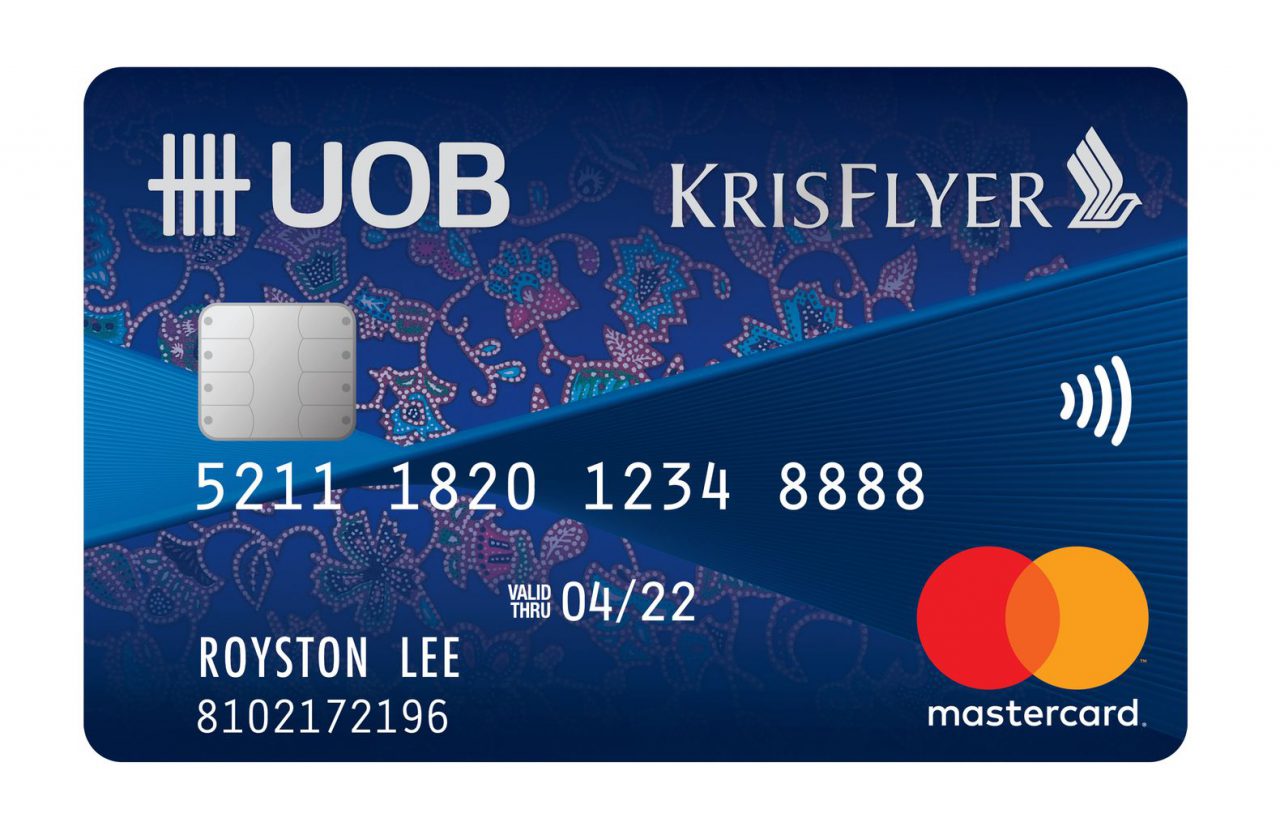 UOB
KRISFLYER
5211 1820 1234 8888
VALID THRU 04/22
ROYSTON LEE
8102172196
mastercard.